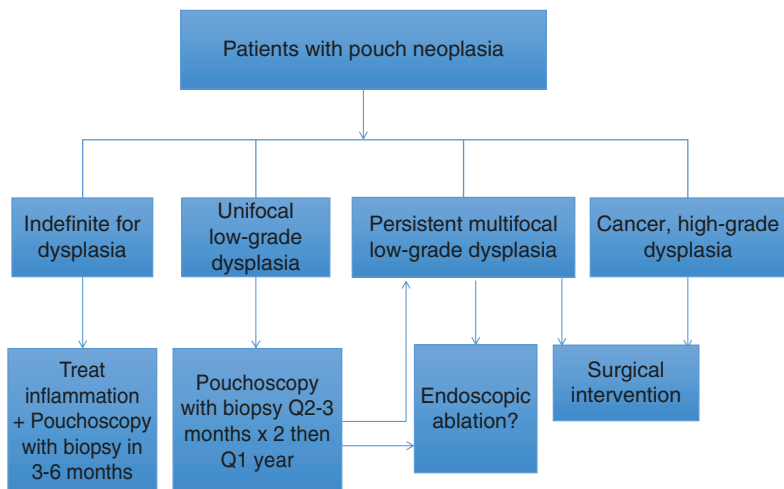 Patients with pouch neoplasia
Indefinite for
dysplasia
Unifocal
low-grade
dysplasia
Persistent multifocal
low-grade dysplasia
Cancer, high-grade
dysplasia
Treat
inflammation
+ Pouchoscopy
with biopsy in
3-6 months
Pouchoscopy
with biopsy Q2-3
months x 2 then
Q1 year
Endoscopic
ablation?
Surgical
intervention